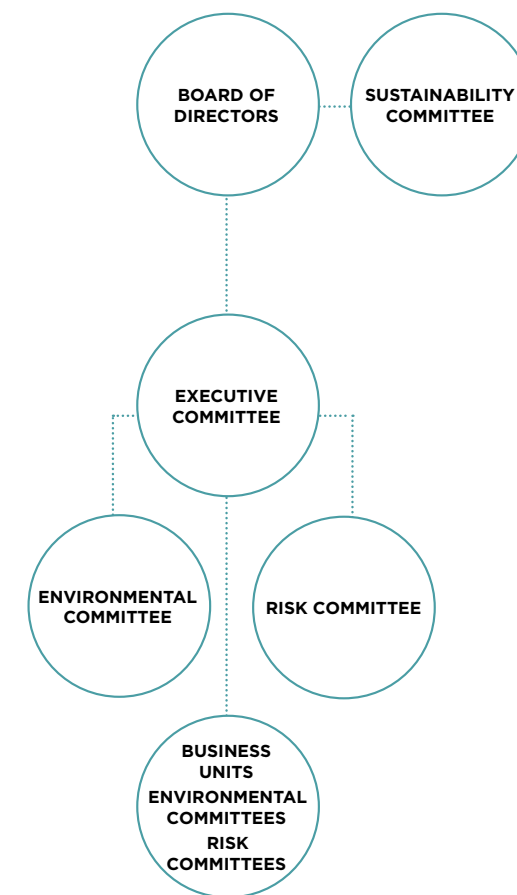 BOARD OF
DIRECTORS
SUSTAINABILITY
COMMITTEE
EXECUTIVE
COMMITTEE
ENVIRONMENTAL
COMMITTEE
RISK COMMITTEE
BUSINESS
UNITS
ENVIRONMENTAL
COMMITTEES
RISK
COMMITTEES